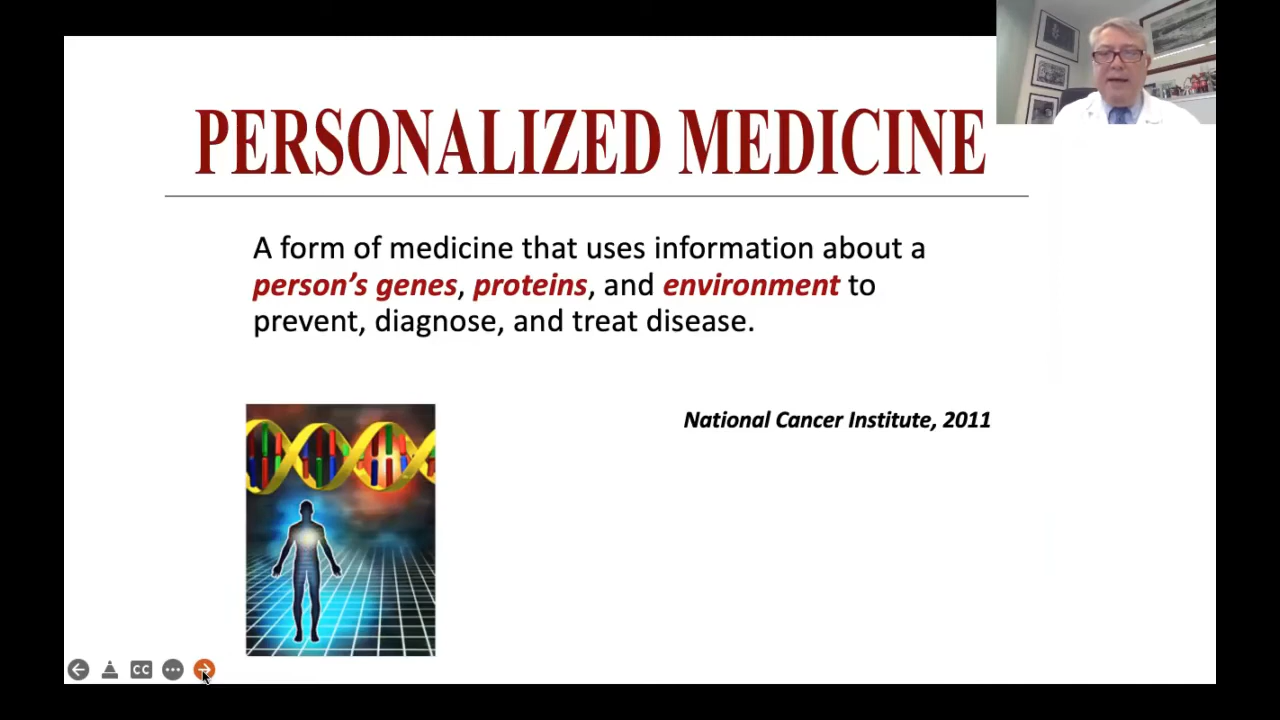 PERSONALIZED MEDICINE
A form of medicine that uses information about a
person’s genes, proteins, and environment to
prevent, diagnose, and treat disease.
National Cancer Institute, 2011
CC